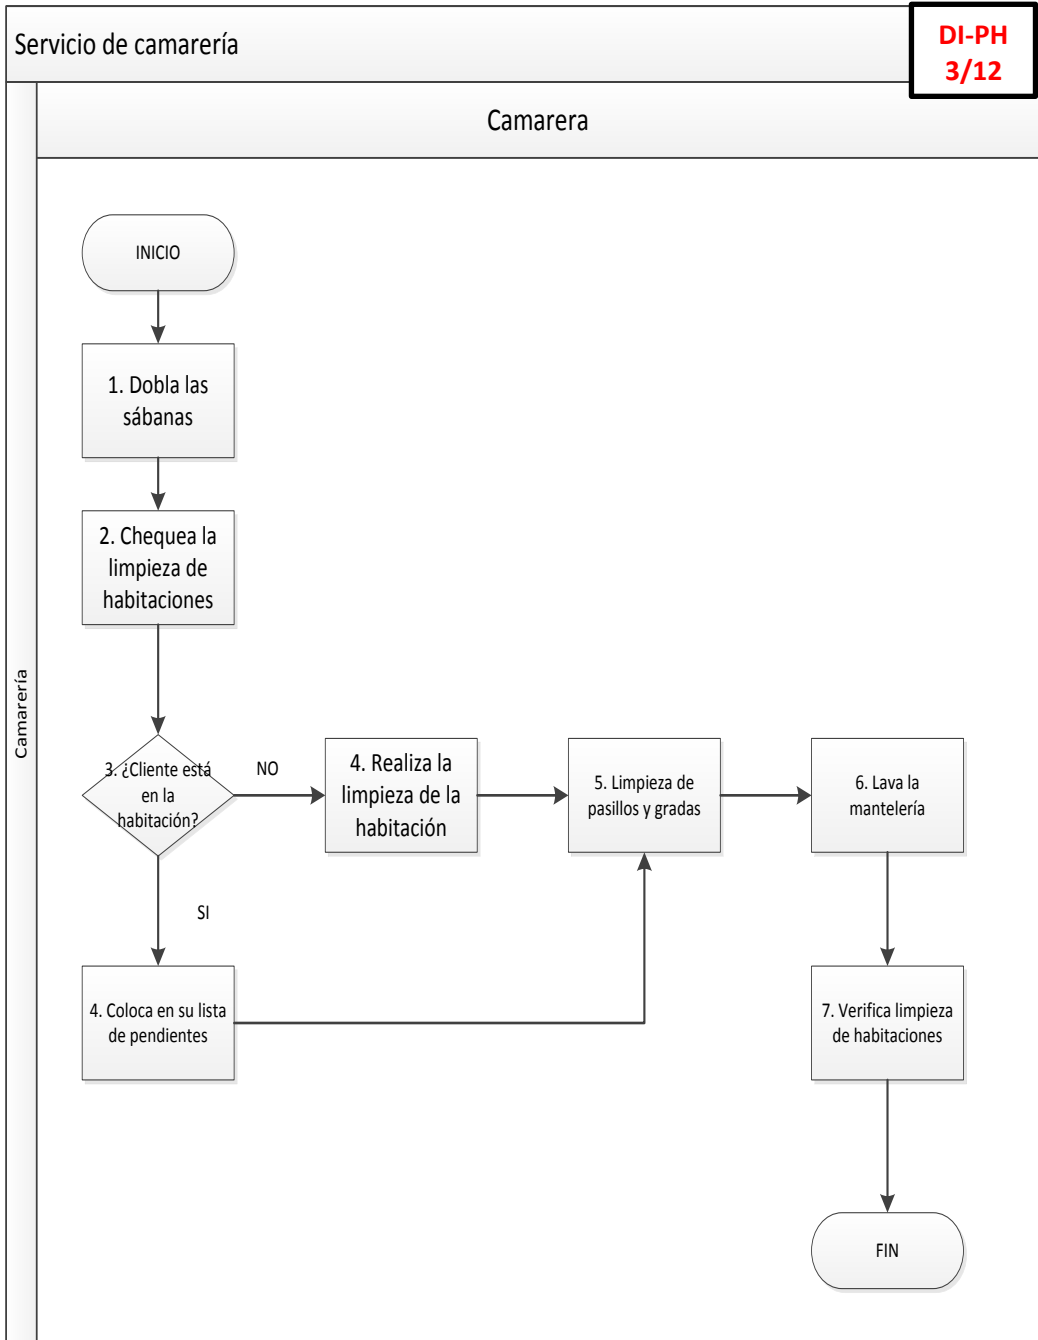 Servicio de camarería
DI-PH
3/12
Camarera
Camarería
INICIO
1. Dobla las
sábanas
2. Chequea la
limpieza de
habitaciones
3. ¿Cliente está
en la
habitación?
NO
4. Realiza la
limpieza de la
habitación
5. Limpieza de
pasillos y gradas
6. Lava la
mantelería
SI
4. Coloca en su lista
de pendientes
7. Verifica limpieza
de habitaciones
FIN